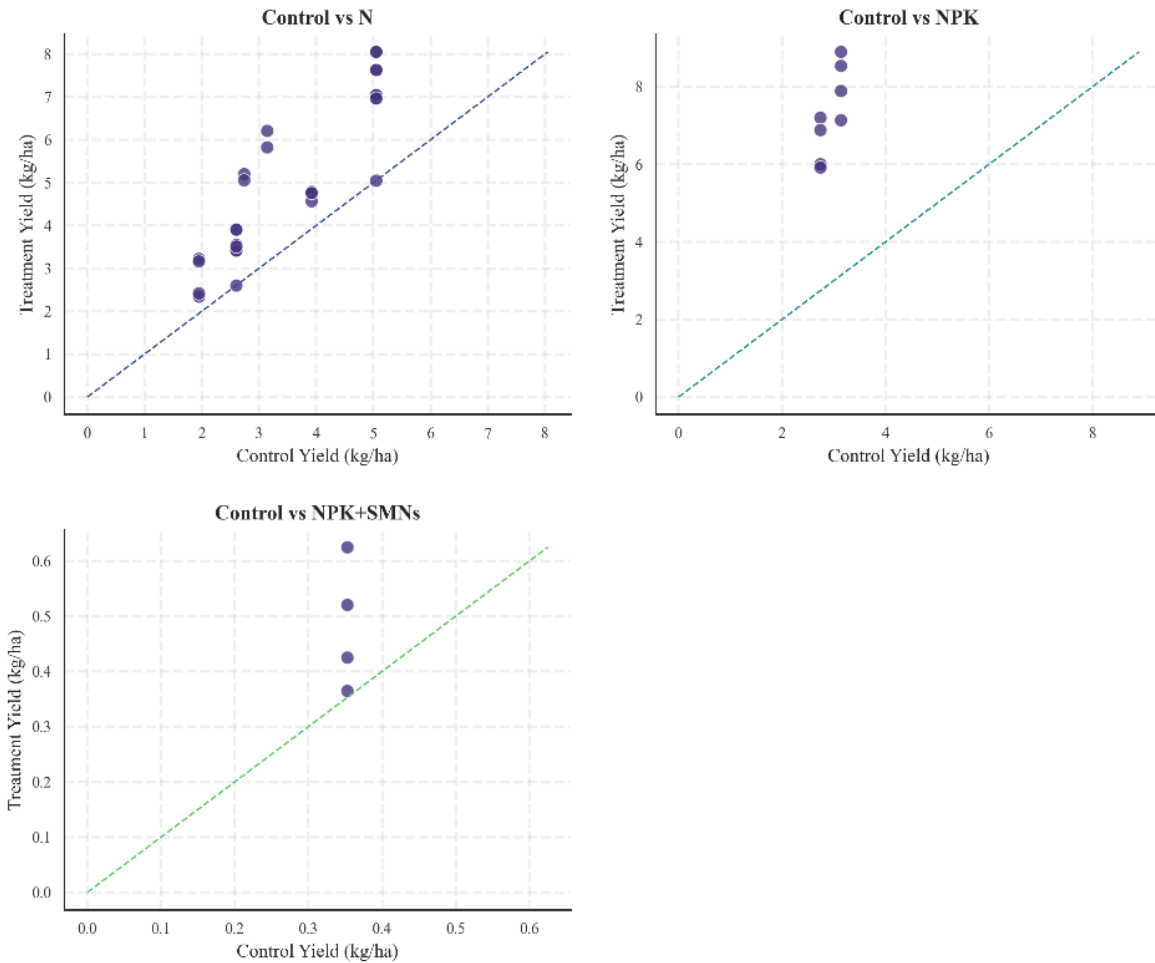 Control vs N
Treatment Yield (kg/ha)
8
7
6
5
4
3
2
1
0
0 1 2 3 4 5 6 7 8
Control Yield (kg/ha)
Control vs NPK
Treatment Yield (kg/ha)
8
6
4
2
0
0 2 4 6 8
Control Yield (kg/ha)
Control vs NPK+SMNs
Treatment Yield (kg/ha)
0.6
0.5
0.4
0.3
0.2
0.1
0.0
0.0 0.1 0.2 0.3 0.4 0.5 0.6
Control Yield (kg/ha)